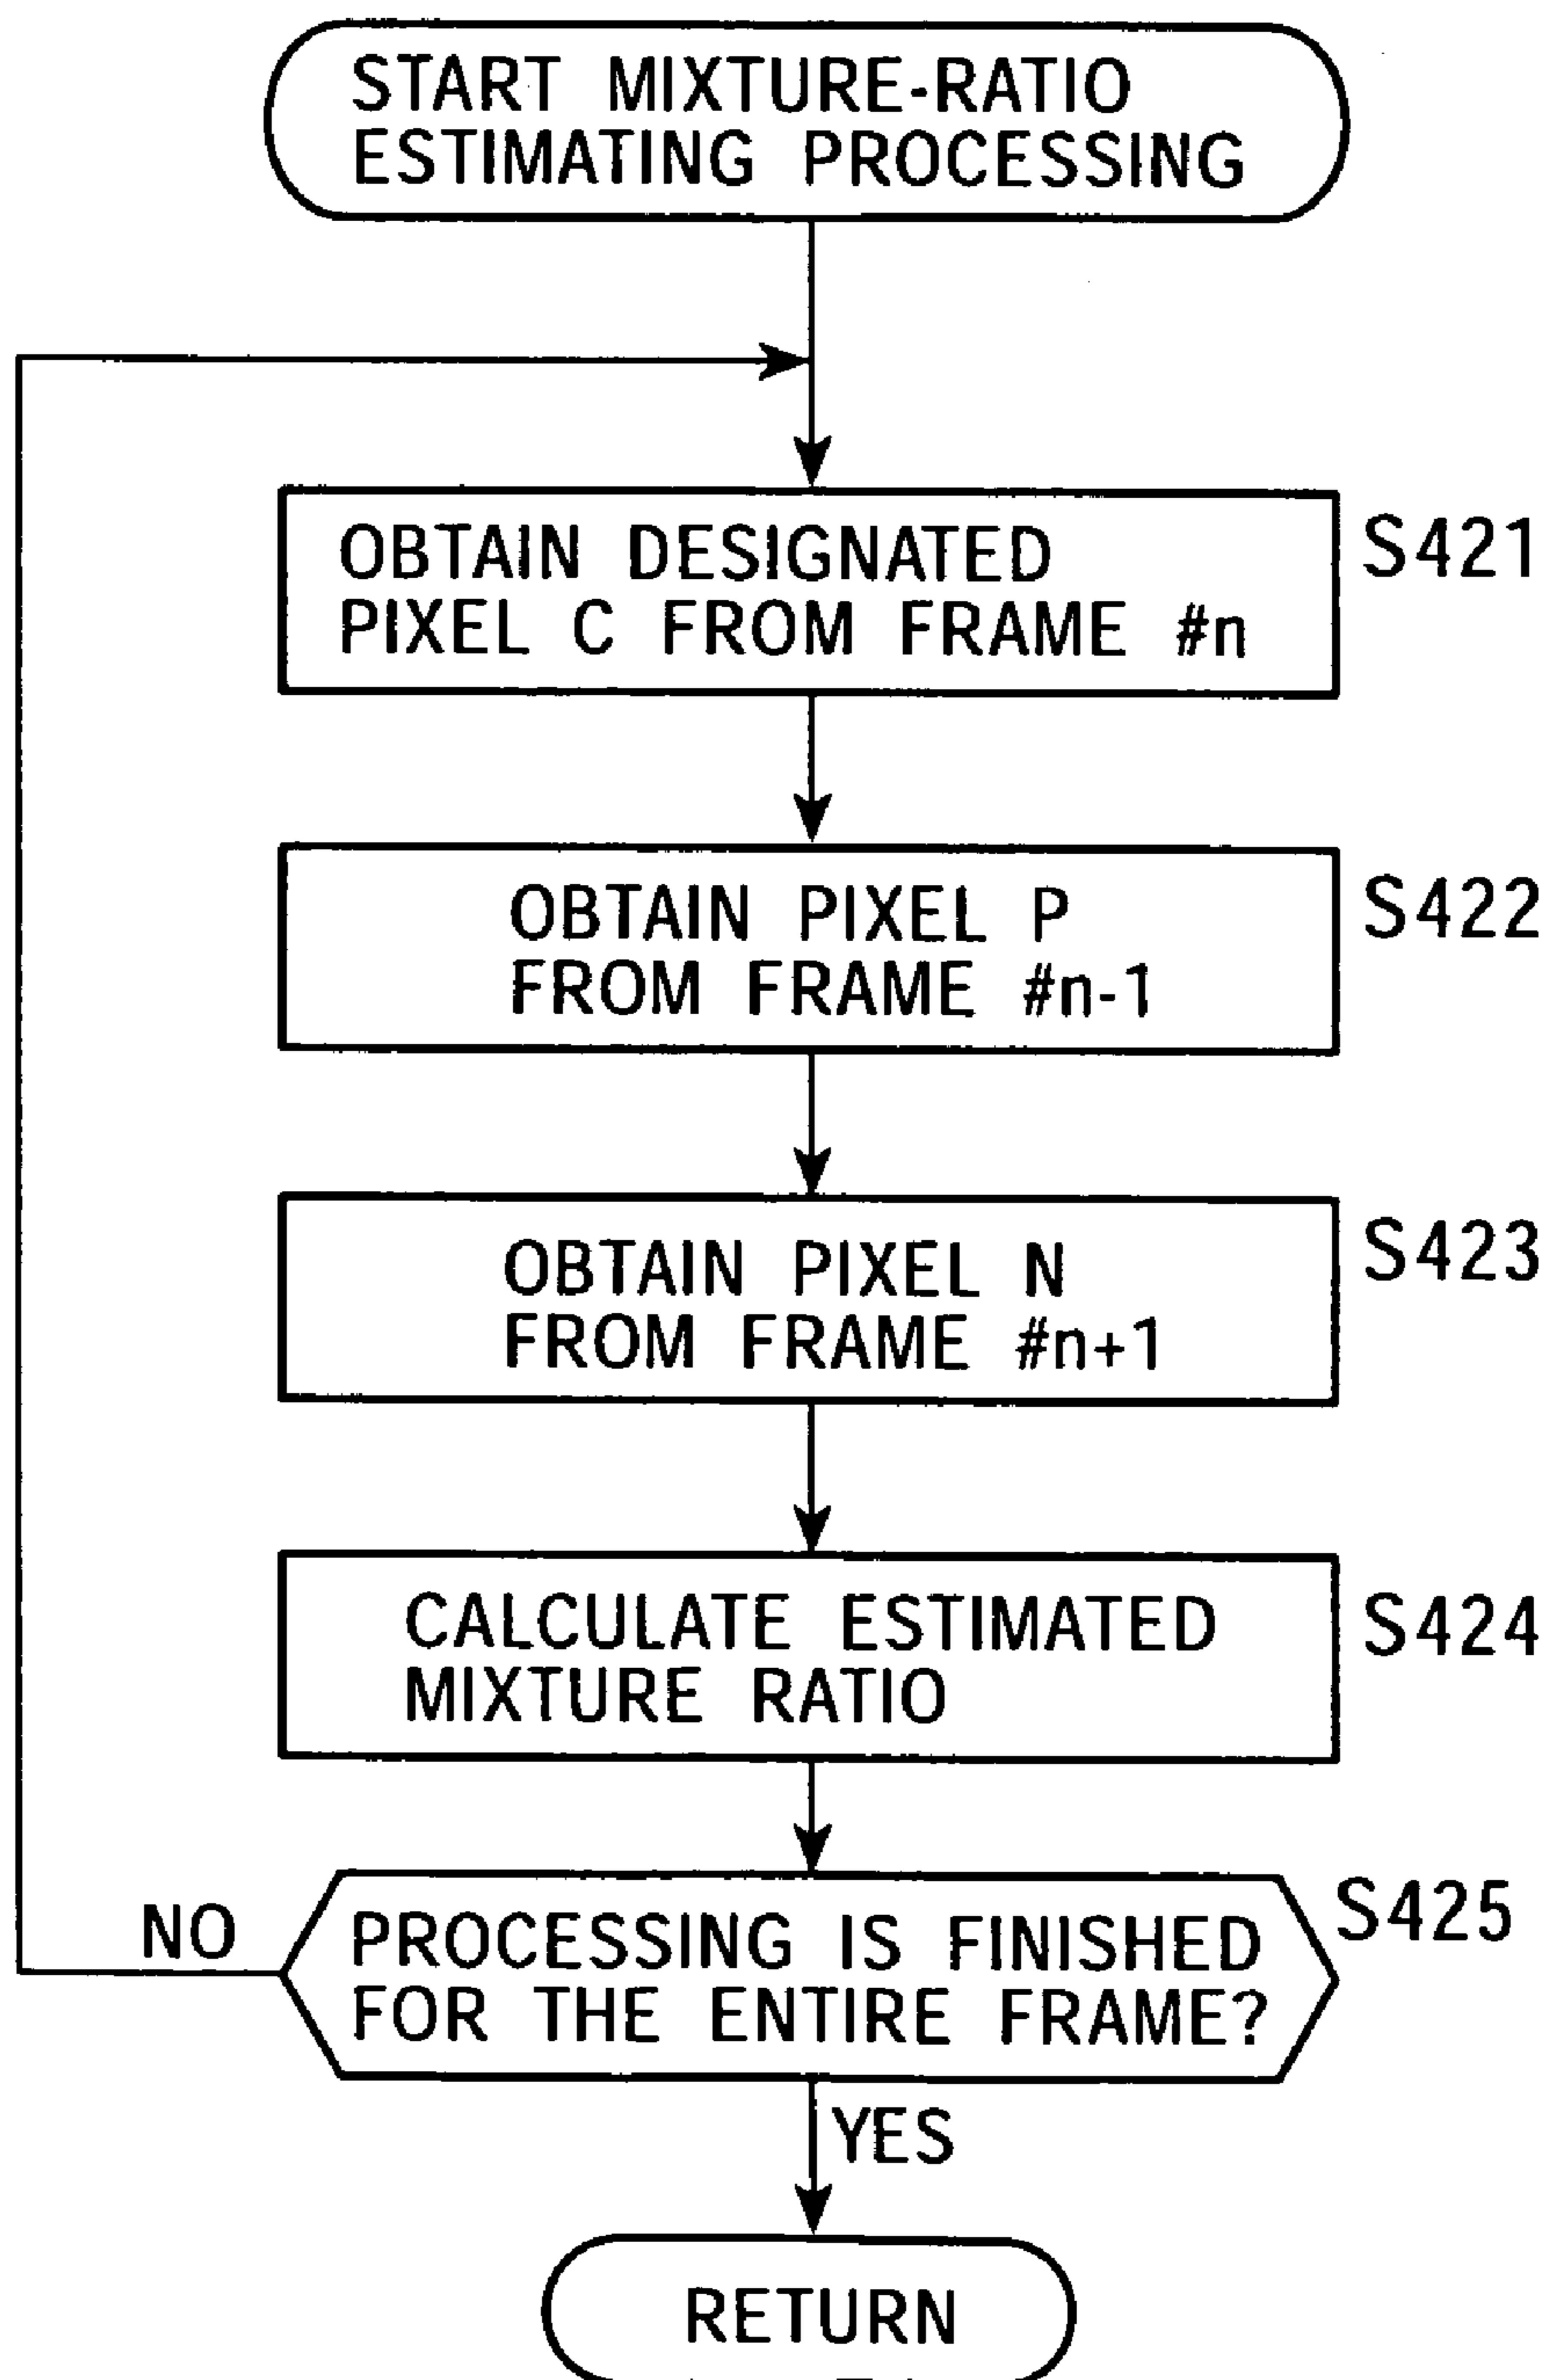 START MIXTURE-RATIO
ESTIMATING PROCESSING
OBTAIN DESIGNATED
PIXEL C FROM FRAME #n
S421
OBTAIN PIXEL P
FROM FRAME #n-1
S422
OBTAIN PIXEL N
FROM FRAME #n+1
S423
CALCULATE ESTIMATED
MIXTURE RATIO
S424
PROCESSING IS FINISHED
FOR THE ENTIRE FRAME?
S425
NO
YES
RETURN